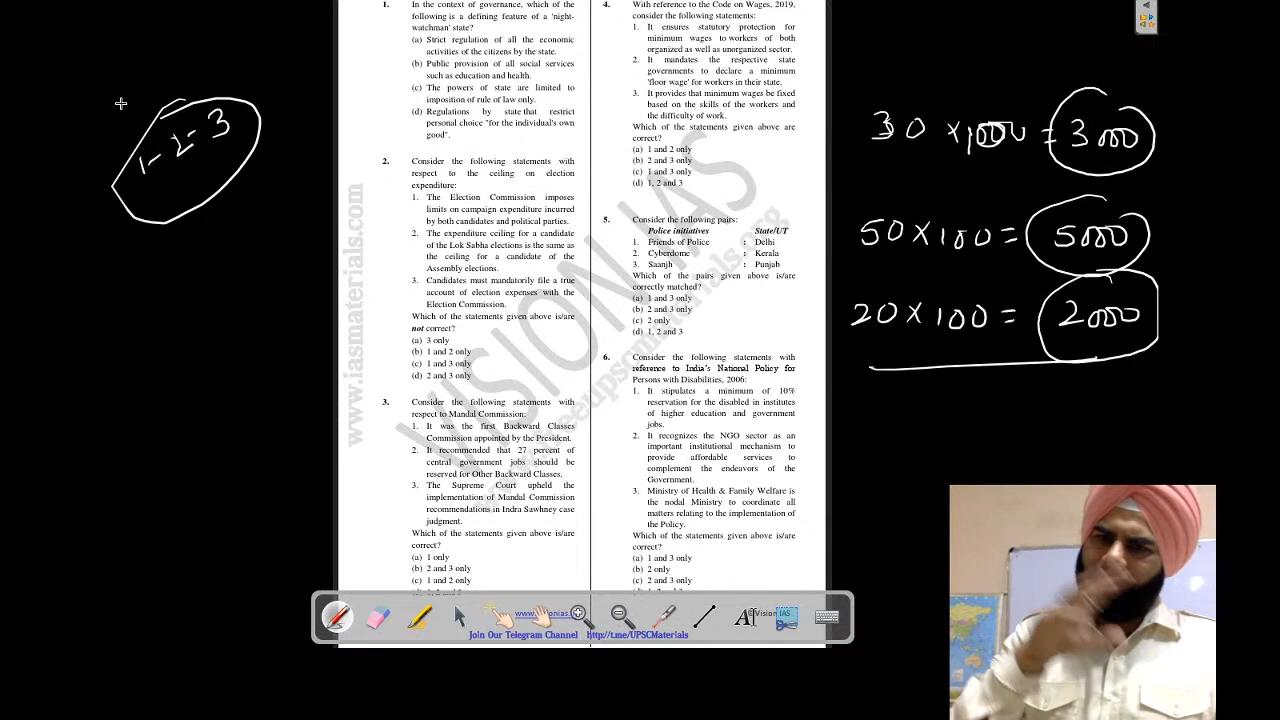 1.
In the context of governance, which of the
following is a defining feature of a 'night-
watchman' state?
(a) Strict regulation of all the economic
activities of the citizens by the state.
(b) Public provision of all social services
such as education and health.
(c) The powers of state are limited to
imposition of rule of law only.
(d) Regulations by state that restrict
personal choice "for the individual's own
good".
2.
Consider the following statements with
respect to the ceiling on election
expenditure:
1. The Election Commission imposes
limits on campaign expenditure incurred
by both candidates and political parties.
2. The expenditure ceiling for a candidate
of the Lok Sabha elections is the same as
the ceiling for a candidate of the
Assembly elections.
3. Candidates must mandatorily file a true
account of election expenses with the
Election Commission.
Which of the statements given above is/are
not correct?
(a) 3 only
(b) 1 and 2 only
(c) 1 and 3 only
(d) 2 and 3 only
3.
Consider the following statements with
respect to Mandal Commission:
1. It was the first Backward Classes
Commission appointed by the President.
2. It recommended that 27 percent of
central government jobs should be
reserved for Other Backward Classes.
3. The Supreme Court upheld the
implementation of Mandal Commission
recommendations in Indra Sawhney case
judgment.
Which of the statements given above is/are
correct?
(a) 1 only
(b) 2 and 3 only
(c) 1 and 2 only
4.
With reference to the Code on Wages, 2019,
consider the following statements:
1. It ensures statutory protection for
minimum wages to workers of both
organized as well as unorganized sector.
2. It mandates the respective state
governments to declare a minimum
'floor wage' for workers in their state.
3. It provides that minimum wages be fixed
based on the skills of the workers and
the difficulty of work.
Which of the statements given above are
correct?
(a) 1 and 2 only
(b) 2 and 3 only
(c) 1 and 3 only
(d) 1, 2 and 3
5.
Consider the following pairs:
Police initiatives State/UT
1. Friends of Police : Delhi
2. Cyberdome : Kerala
3. Saanjh : Punjab
Which of the pairs given above is/are
correctly matched?
(a) 1 and 3 only
(b) 2 and 3 only
(c) 2 only
(d) 1, 2 and 3
6.
Consider the following statements with
reference to India's National Policy for
Persons with Disabilities, 2006:
1. It stipulates a minimum of 10%
reservation for the disabled in institutes
of higher education and government
jobs.
2. It recognizes the NGO sector as an
important institutional mechanism to
provide affordable services to
complement the endeavors of the
Government.
3. Ministry of Health & Family Welfare is
the nodal Ministry to coordinate all
matters relating to the implementation of
the Policy.
Which of the statements given above is/are
correct?
(a) 1 and 3 only
(b) 2 only
(c) 2 and 3 only
©Vision IAS
Join Our Telegram Channel http://t.me/UPSCMaterials
VISION IAS
www.iasmaterials.com
1-2-3
= 3000
50 x 100 = 5000
20 x 100 = 2000